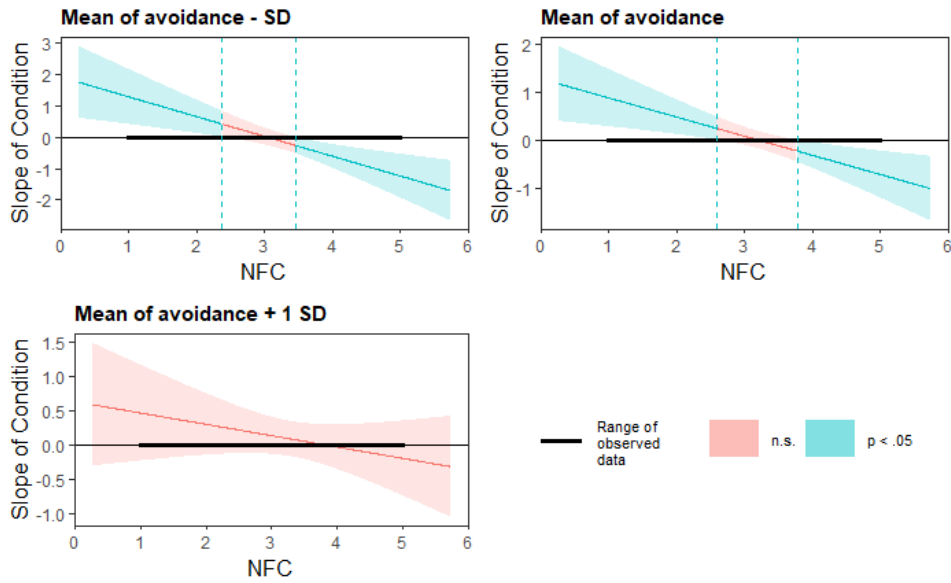 Mean of avoidance - SD
3
2
1
0
-1
-2
Slope of Condition
0 1 2 3 4 5 6
NFC
Mean of avoidance
2
1
0
-1
Slope of Condition
0 1 2 3 4 5 6
NFC
Mean of avoidance + 1 SD
1.5
1.0
0.5
0.0
-0.5
-1.0
Slope of Condition
0 1 2 3 4 5 6
NFC
Range of
observed
data
n.s.
p < .05